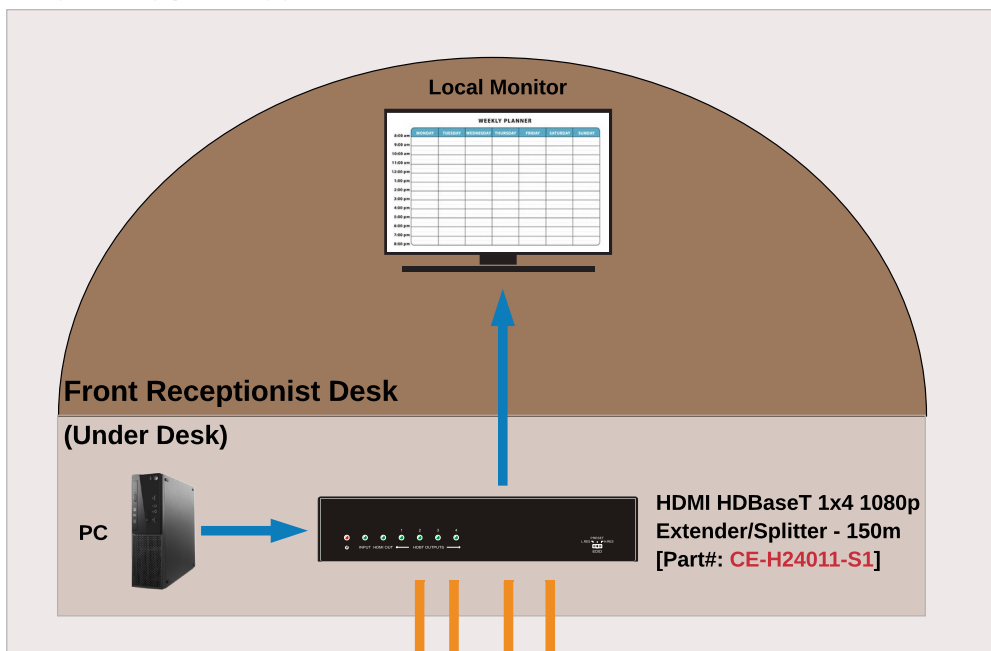 Local Monitor
WEEKLY PLANNER
MONDAY TUESDAY WEDNESDAY THURSDAY FRIDAY SATURDAY SUNDAY
8:00 am
9:00 am
10:00 am
11:00 am
12:00 pm
1:00 pm
2:00 pm
3:00 pm
4:00 pm
5:00 pm
6:00 pm
7:00 pm
8:00 pm
Front Receptionist Desk
(Under Desk)
PC
1 2 3 4
INPUT HDMI OUT HDBT OUTPUTS
PRESET
EDID
HDMI HDBaseT 1x4 1080p
Extender/Splitter - 150m
[Part#: CE-H24011-S1]